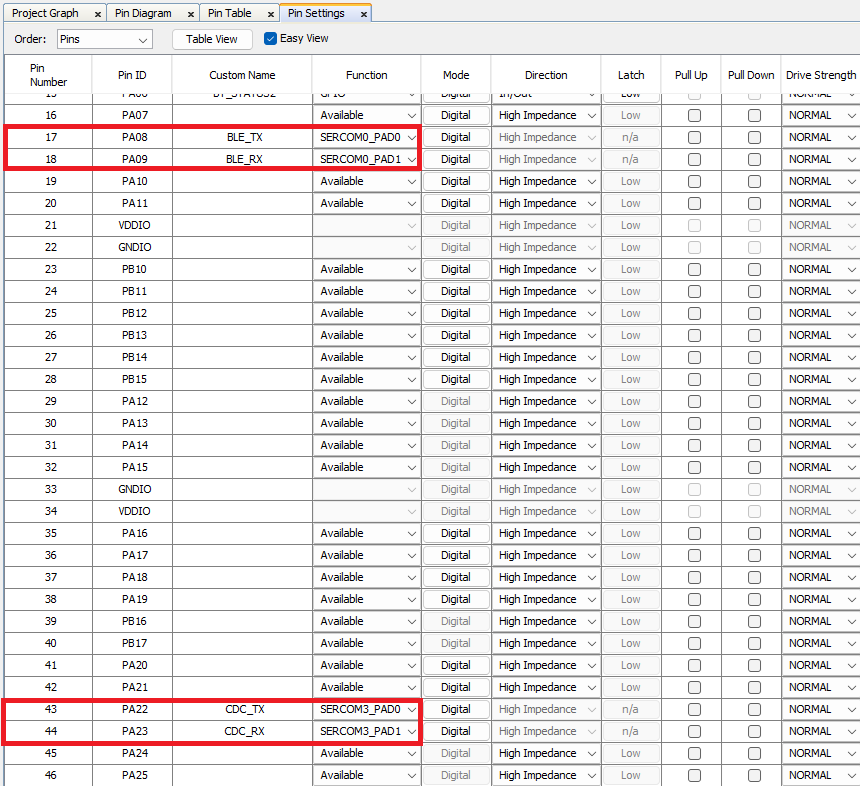 Project Graph x Pin Diagram x Pin Table x Pin Settings x
Order: Pins Table View Easy View
Pin Number Pin ID Custom Name Function Mode Direction Latch Pull Up Pull Down Drive Strength
15 PA06 Digital In/Out Low NORMAL
16 PA07 Available Digital High Impedance Low NORMAL
17 PA08 BLE_TX SERCOM0_PAD0 Digital High Impedance n/a NORMAL
18 PA09 BLE_RX SERCOM0_PAD1 Digital High Impedance n/a NORMAL
19 PA10 Available Digital High Impedance Low NORMAL
20 PA11 Available Digital High Impedance Low NORMAL
21 VDDIO Digital High Impedance Low NORMAL
22 GNDIO Digital High Impedance Low NORMAL
23 PB10 Available Digital High Impedance Low NORMAL
24 PB11 Available Digital High Impedance Low NORMAL
25 PB12 Available Digital High Impedance Low NORMAL
26 PB13 Available Digital High Impedance Low NORMAL
27 PB14 Available Digital High Impedance Low NORMAL
28 PB15 Available Digital High Impedance Low NORMAL
29 PA12 Available Digital High Impedance Low NORMAL
30 PA13 Available Digital High Impedance Low NORMAL
31 PA14 Available Digital High Impedance Low NORMAL
32 PA15 Available Digital High Impedance Low NORMAL
33 GNDIO Digital High Impedance Low NORMAL
34 VDDIO Digital High Impedance Low NORMAL
35 PA16 Available Digital High Impedance Low NORMAL
36 PA17 Available Digital High Impedance Low NORMAL
37 PA18 Available Digital High Impedance Low NORMAL
38 PA19 Available Digital High Impedance Low NORMAL
39 PB16 Available Digital High Impedance Low NORMAL
40 PB17 Available Digital High Impedance Low NORMAL
41 PA20 Available Digital High Impedance Low NORMAL
42 PA21 Available Digital High Impedance Low NORMAL
43 PA22 CDC_TX SERCOM3_PAD0 Digital High Impedance n/a NORMAL
44 PA23 CDC_RX SERCOM3_PAD1 Digital High Impedance n/a NORMAL
45 PA24 Available Digital High Impedance Low NORMAL
46 PA25 Available Digital High Impedance Low NORMAL